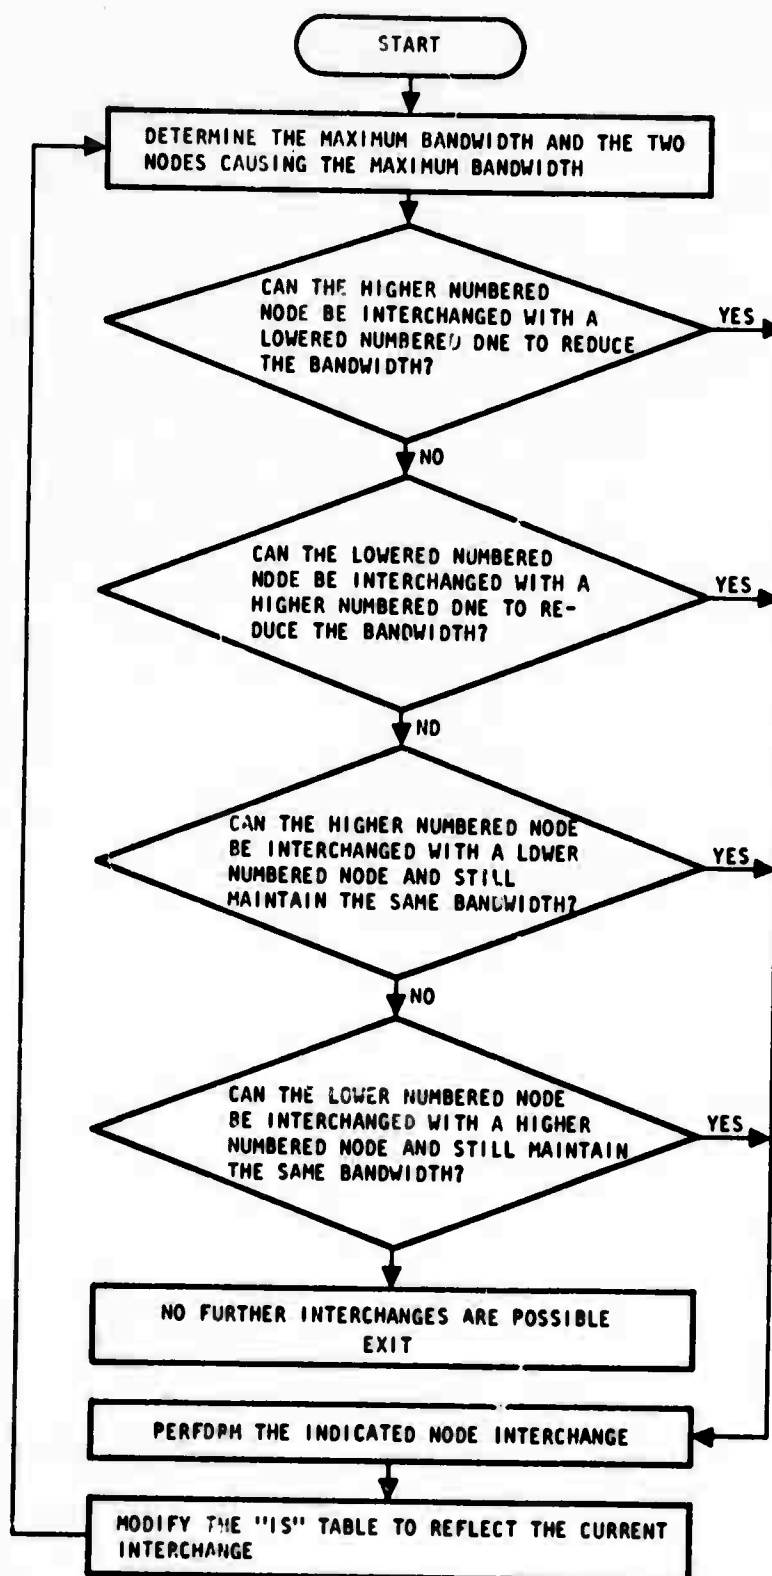 START
DETERMINE THE MAXIMUM BANDWIDTH AND THE TWO
NODES CAUSING THE MAXIMUM BANDWIDTH
CAN THE HIGHER NUMBERED
NODE BE INTERCHANGED WITH A
LOWERED NUMBERED ONE TO REDUCE
THE BANDWIDTH?
YES
NO
CAN THE LOWERED NUMBERED
NODE BE INTERCHANGED WITH A
HIGHER NUMBERED ONE TO RE-
DUCE THE BANDWIDTH?
YES
NO
CAN THE HIGHER NUMBERED NODE
BE INTERCHANGED WITH A LOWER
NUMBERED NODE AND STILL
MAINTAIN THE SAME BANDWIDTH?
YES
NO
CAN THE LOWER NUMBERED NODE
BE INTERCHANGED WITH A HIGHER
NUMBERED NODE AND STILL MAINTAIN
THE SAME BANDWIDTH?
YES
NO FURTHER INTERCHANGES ARE POSSIBLE
EXIT
PERFORM THE INDICATED NODE INTERCHANGE
MODIFY THE "IS" TABLE TO REFLECT THE CURRENT
INTERCHANGE